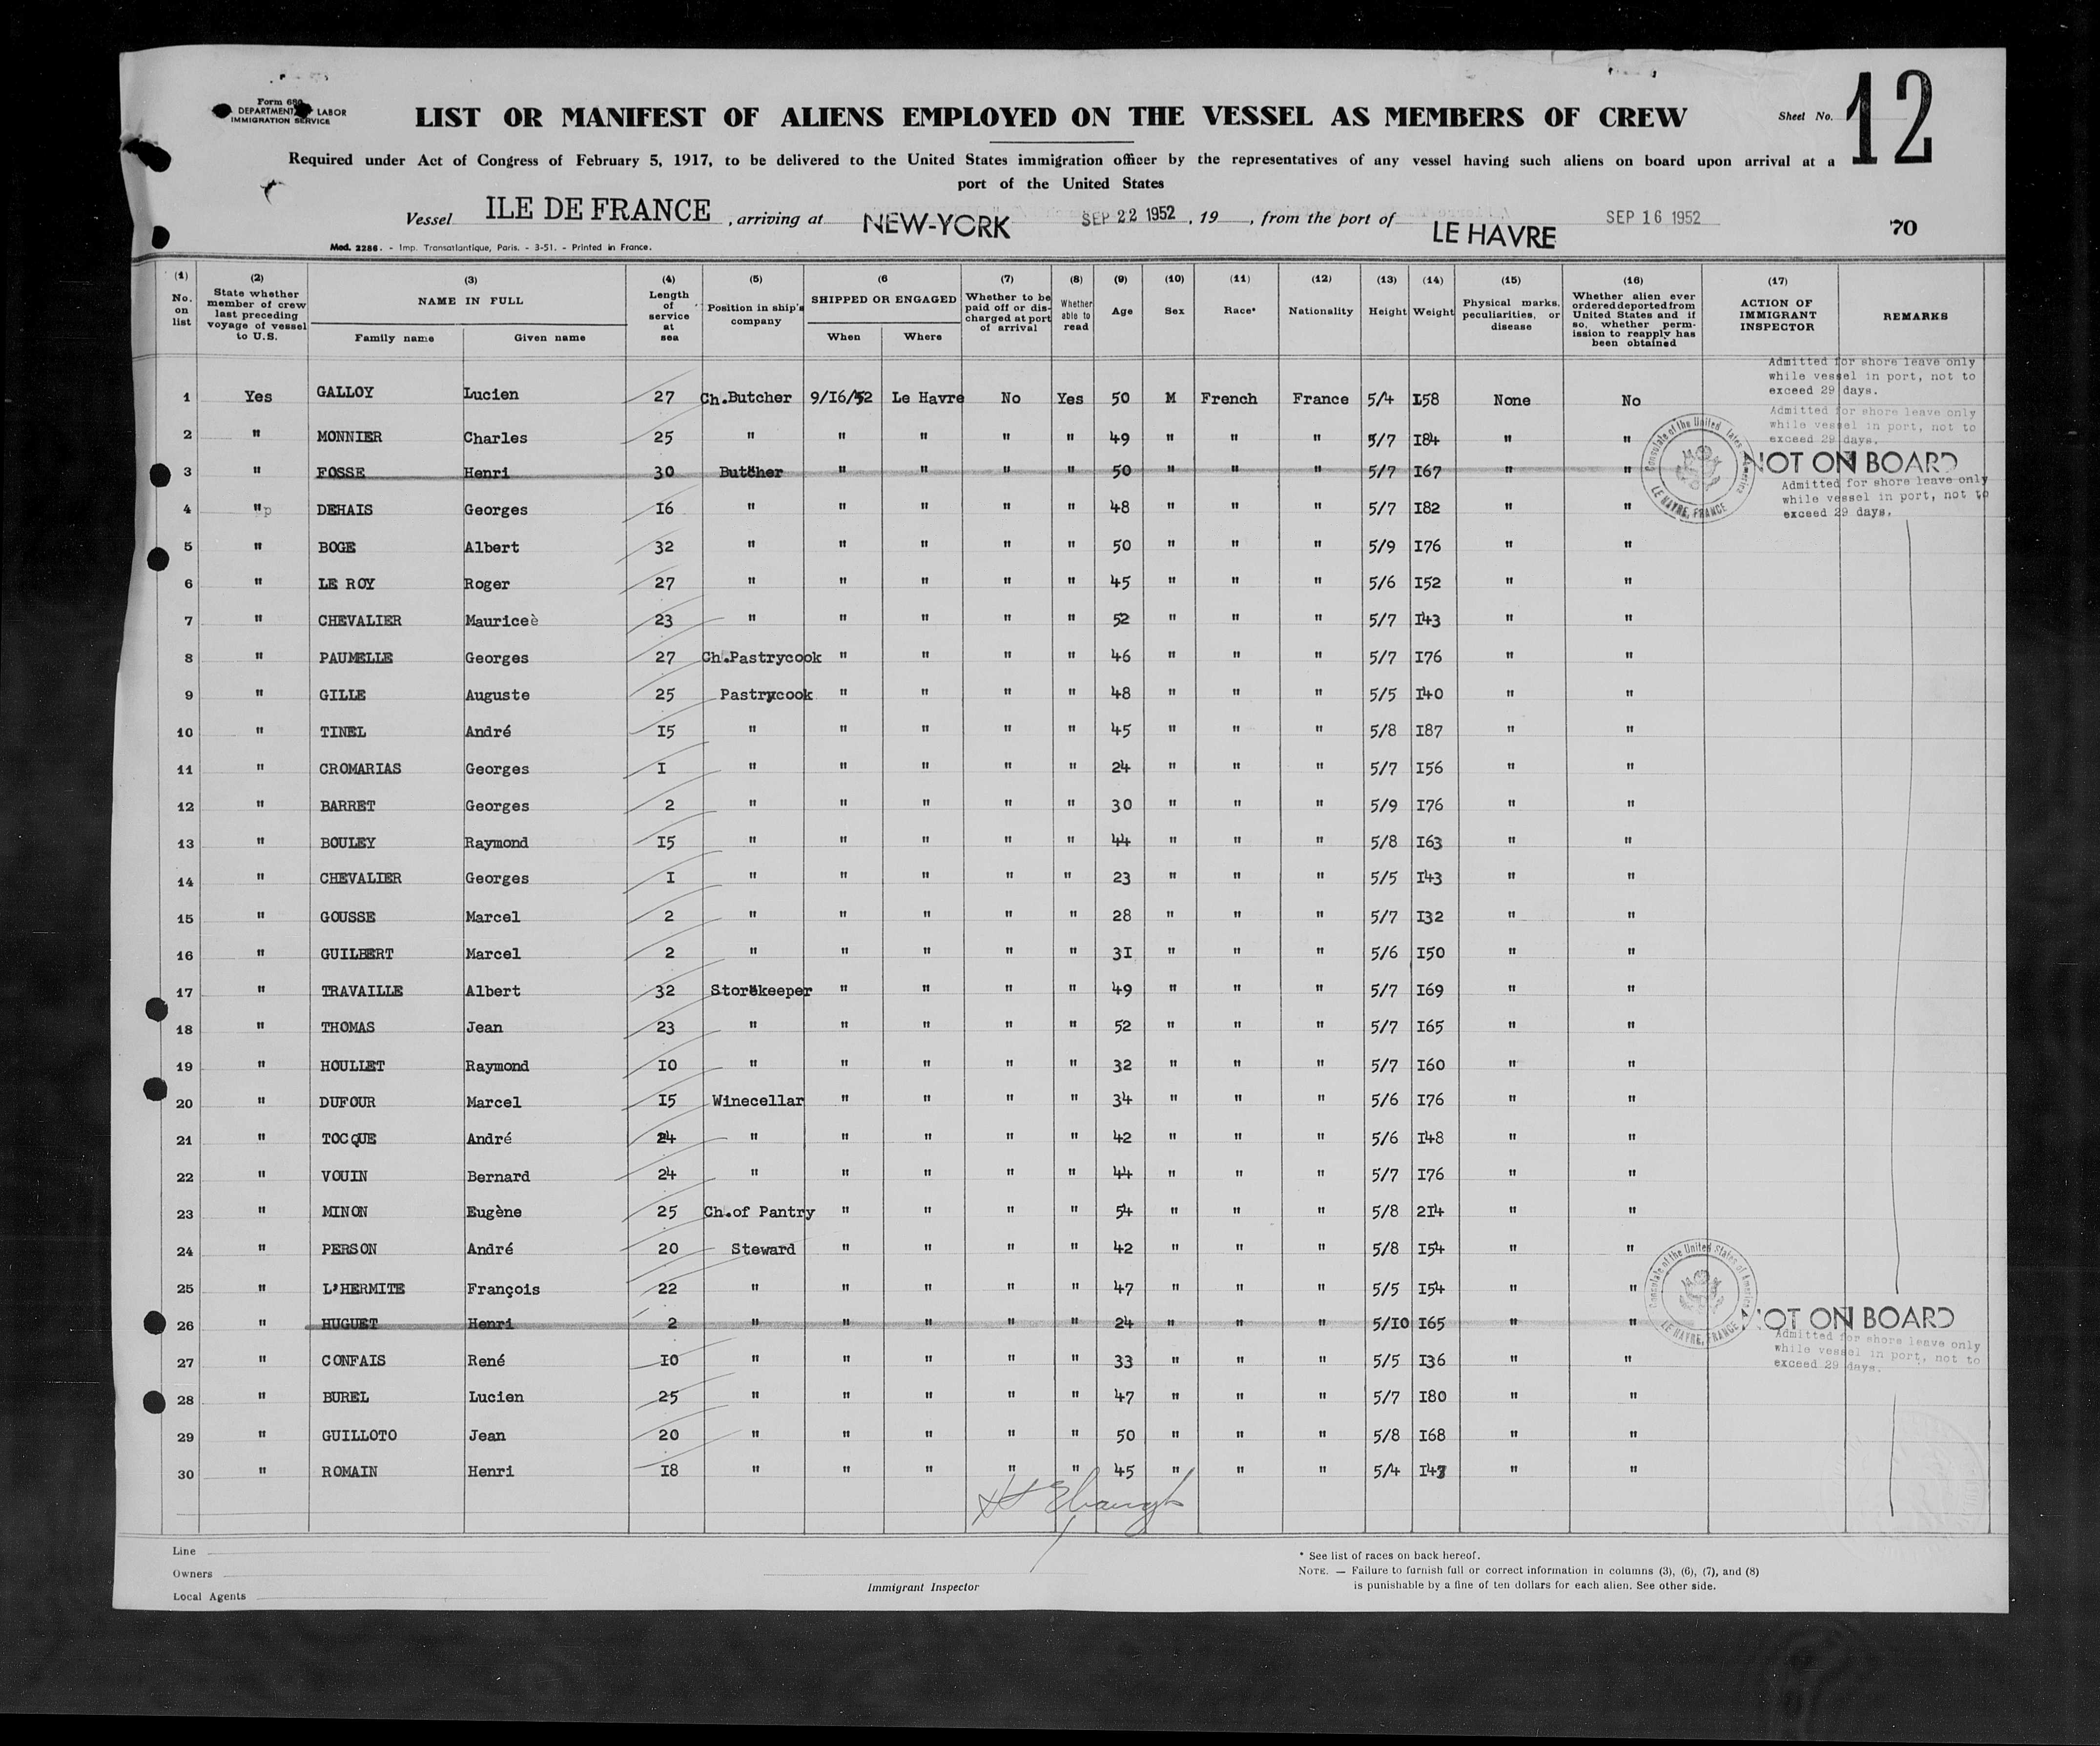 Form 680
DEPARTMENT LABOR
IMMIGRATION SERVICE
LIST OR MANIFEST OF ALIENS EMPLOYED ON THE VESSEL AS MEMBERS OF CREW
Sheet No. 12
Required under Act of Congress of February 5, 1917, to be delivered to the United States immigration officer by the representatives of any vessel having such aliens on board upon arrival at a
port of the United States
Vessel ILE DE FRANCE , arriving at NEW-YORK SEP 22 1952 , 19 , from the port of LE HAVRE SEP 16 1952 70
Mod. 2286. - Imp. Transatlantique, Paris. - 3-51. - Printed in France.
(1) No. on list (2) State whether member of crew last preceding voyage of vessel to U.S. (3) NAME IN FULL Family name Given name (4) Length of service at sea (5) Position in ship's company (6 SHIPPED OR ENGAGED When Where (7) Whether to be paid off or discharged at port of arrival (8) Whether able to read (9) Age (10) Sex (11) Race* (12) Nationality (13) Height (14) Weight (15) Physical marks, peculiarities, or disease (16) Whether alien ever ordered deported from United States and if so, whether permission to reapply has been obtained (17) ACTION OF IMMIGRANT INSPECTOR REMARKS
Admitted for shore leave only
while vessel in port, not to
exceed 29 days.
1 Yes GALLOY Lucien 27 Ch.Butcher 9/16/52 Le Havre No Yes 50 M French France 5/4 158 None No
Admitted for shore leave only
while vessel in port, not to
exceed 29 days.
2 " MONNIER Charles 25 " " " " " 49 " " " 5/7 184 " "
3 " FOSSE Henri 30 Butcher " " " " 50 " " " 5/7 167 " " NOT ON BOARD
Consulate of the United States of America LE HAVRE, FRANCE
Admitted for shore leave only
while vessel in port, not to
exceed 29 days.
4 " DEHAIS Georges 16 " " " " " 48 " " " 5/7 182 " "
5 " BOGE Albert 32 " " " " " 50 " " " 5/9 176 " "
6 " LE ROY Roger 27 " " " " " 45 " " " 5/6 152 " "
7 " CHEVALIER Mauriceè 23 " " " " " 52 " " " 5/7 143 " "
8 " PAUMELLE Georges 27 Ch.Pastrycook " " " " 46 " " " 5/7 176 " "
9 " GILLE Auguste 25 Pastrycook " " " " 48 " " " 5/5 140 " "
10 " TINEL André 15 " " " " " 45 " " " 5/8 187 " "
11 " CROMARIAS Georges I " " " " " 24 " " " 5/7 156 " "
12 " BARRET Georges 2 " " " " " 30 " " " 5/9 176 " "
13 " BOULEY Raymond 15 " " " " " 44 " " " 5/8 163 " "
14 " CHEVALIER Georges I " " " " " 23 " " " 5/5 143 " "
15 " GOUSSE Marcel 2 " " " " " 28 " " " 5/7 132 " "
16 " GUILBERT Marcel 2 " " " " " 31 " " " 5/6 150 " "
17 " TRAVAILLE Albert 32 Storekeeper " " " " 49 " " " 5/7 169 " "
18 " THOMAS Jean 23 " " " " " 52 " " " 5/7 165 " "
19 " HOULLET Raymond 10 " " " " " 32 " " " 5/7 160 " "
20 " DUFOUR Marcel 15 Winecellar " " " " 34 " " " 5/6 176 " "
21 " TOCQUE André 24 " " " " " 42 " " " 5/6 148 " "
22 " VOUIN Bernard 24 " " " " " 44 " " " 5/7 176 " "
23 " MINON Eugène 25 Ch.of Pantry " " " " 54 " " " 5/8 214 " "
24 " PERSON André 20 Steward " " " " 42 " " " 5/8 154 " "
25 " L'HERMITE François 22 " " " " " 47 " " " 5/5 154 " "
Consulate of the United States of America LE HAVRE, FRANCE
26 " HUGUET Henri 2 " " " " " 24 " " " 5/10 165 " " NOT ON BOARD
Admitted for shore leave only
while vessel in port, not to
exceed 29 days.
27 " CONFAIS René 10 " " " " " 33 " " " 5/5 136 " "
28 " BUREL Lucien 25 " " " " " 47 " " " 5/7 180 " "
29 " GUILLOTO Jean 20 " " " " " 50 " " " 5/8 168 " "
30 " ROMAIN Henri 18 " " " " " 45 " " " 5/4 143 " "
Line
Owners
Local Agents
Immigrant Inspector
* See list of races on back hereof.
NOTE. — Failure to furnish full or correct information in columns (3), (6), (7), and (8)
is punishable by a fine of ten dollars for each alien. See other side.